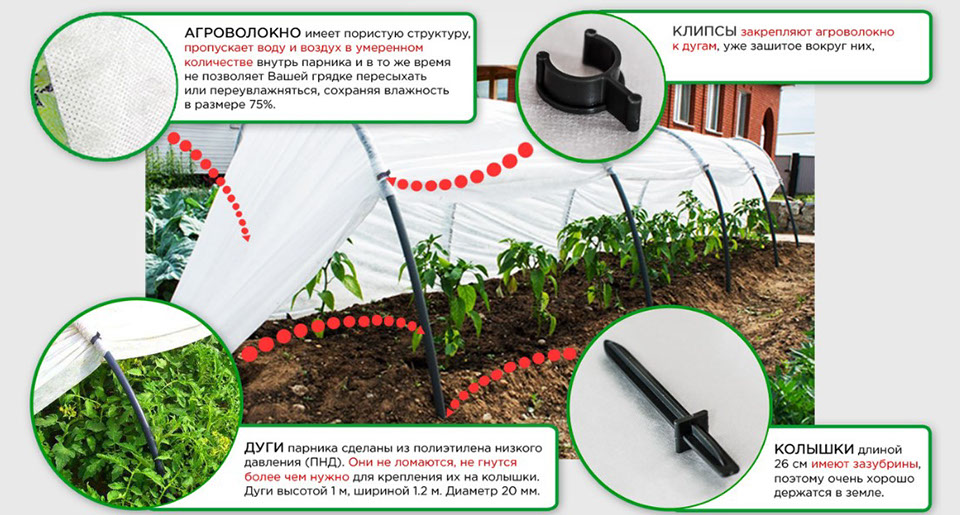 АГРОВОЛОКНО имеет пористую структуру,
пропускает воду и воздух в умеренном
количестве внутрь парника и в то же время
не позволяет Вашей грядке пересыхать
или переувлажняться, сохраняя влажность
в размере 75%.
КЛИПСЫ закрепляют агроволокно
к дугам, уже зашитое вокруг них,
ДУГИ парника сделаны из полиэтилена низкого
давления (ПНД). Они не ломаются, не гнутся
более чем нужно для крепления их на колышки.
Дуги высотой 1 м, шириной 1.2 м. Диаметр 20 мм.
КОЛЫШКИ длиной
26 см имеют зазубрины,
поэтому очень хорошо
держатся в земле.